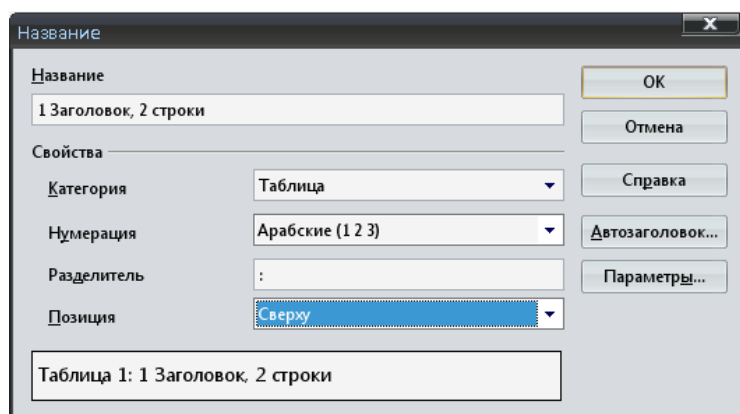 Название
Название
1 Заголовок, 2 строки
Свойства
Категория
Таблица
Нумерация
Арабские (1 2 3)
Разделитель
:
Позиция
Сверху
Таблица 1: 1 Заголовок, 2 строки
OK
Отмена
Справка
Автозаголовок...
Параметры...